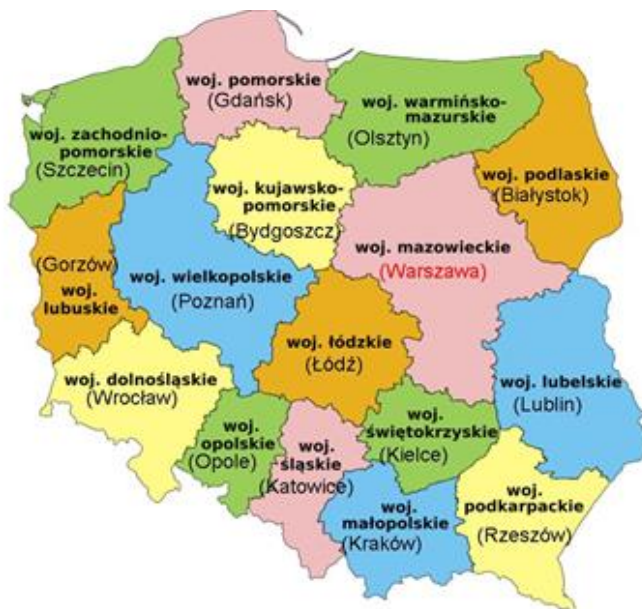 woj. pomorskie
(Gdańsk)
woj. warmińsko-
mazurskie
(Olsztyn)
woj. zachodnio-
pomorskie
(Szczecin)
woj. podlaskie
(Białystok)
woj. kujawsko-
pomorskie
(Bydgoszcz)
woj. mazowieckie
(Warszawa)
(Gorzów)
woj.
lubuskie
woj. wielkopolskie
(Poznań)
woj. łódzkie
(Łódź)
woj. lubelskie
(Lublin)
woj. dolnośląskie
(Wrocław)
woj.
opolskie
(Opole)
woj.
śląskie
(Katowice)
woj.
świętokrzyskie
(Kielce)
woj.
małopolskie
(Kraków)
woj.
podkarpackie
(Rzeszów)